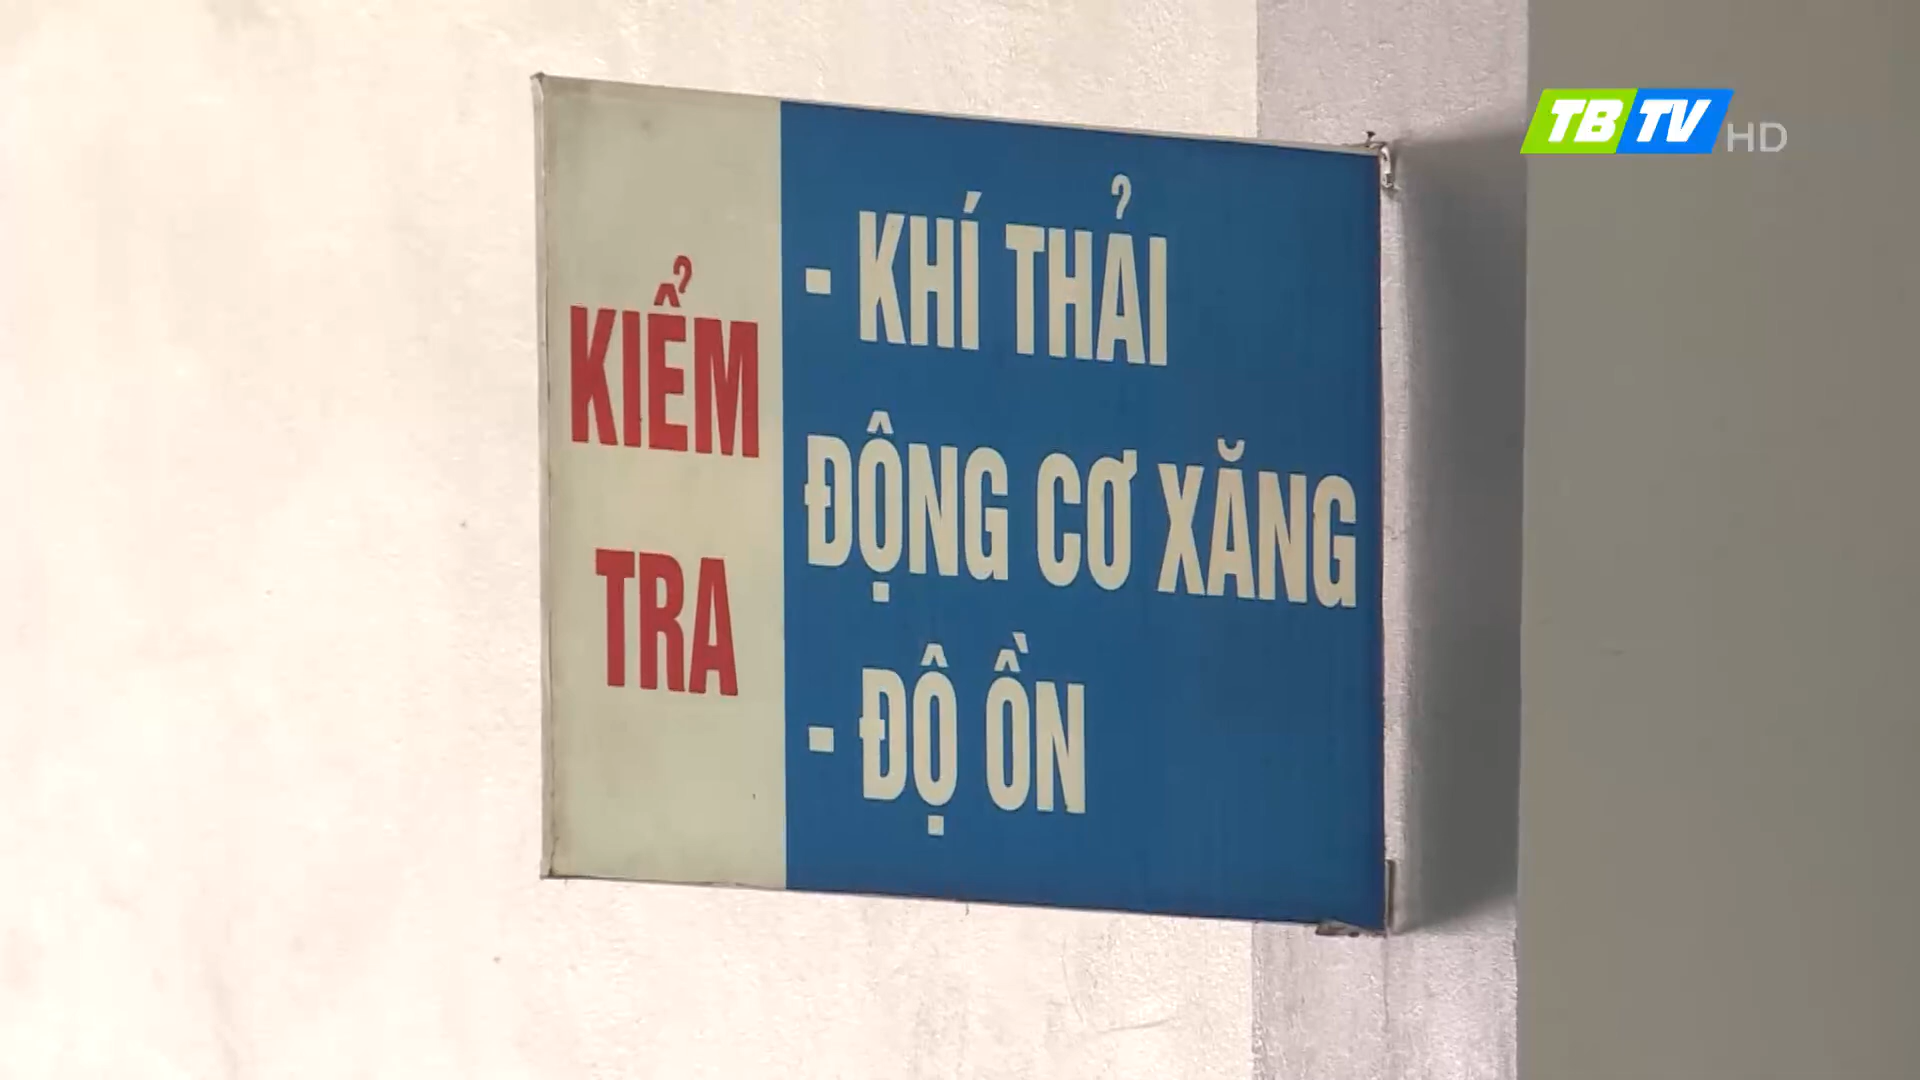 TBTV HD
KIỂM
TRA
- KHÍ THẢI
ĐỘNG CƠ XĂNG
- ĐỘ ỒN